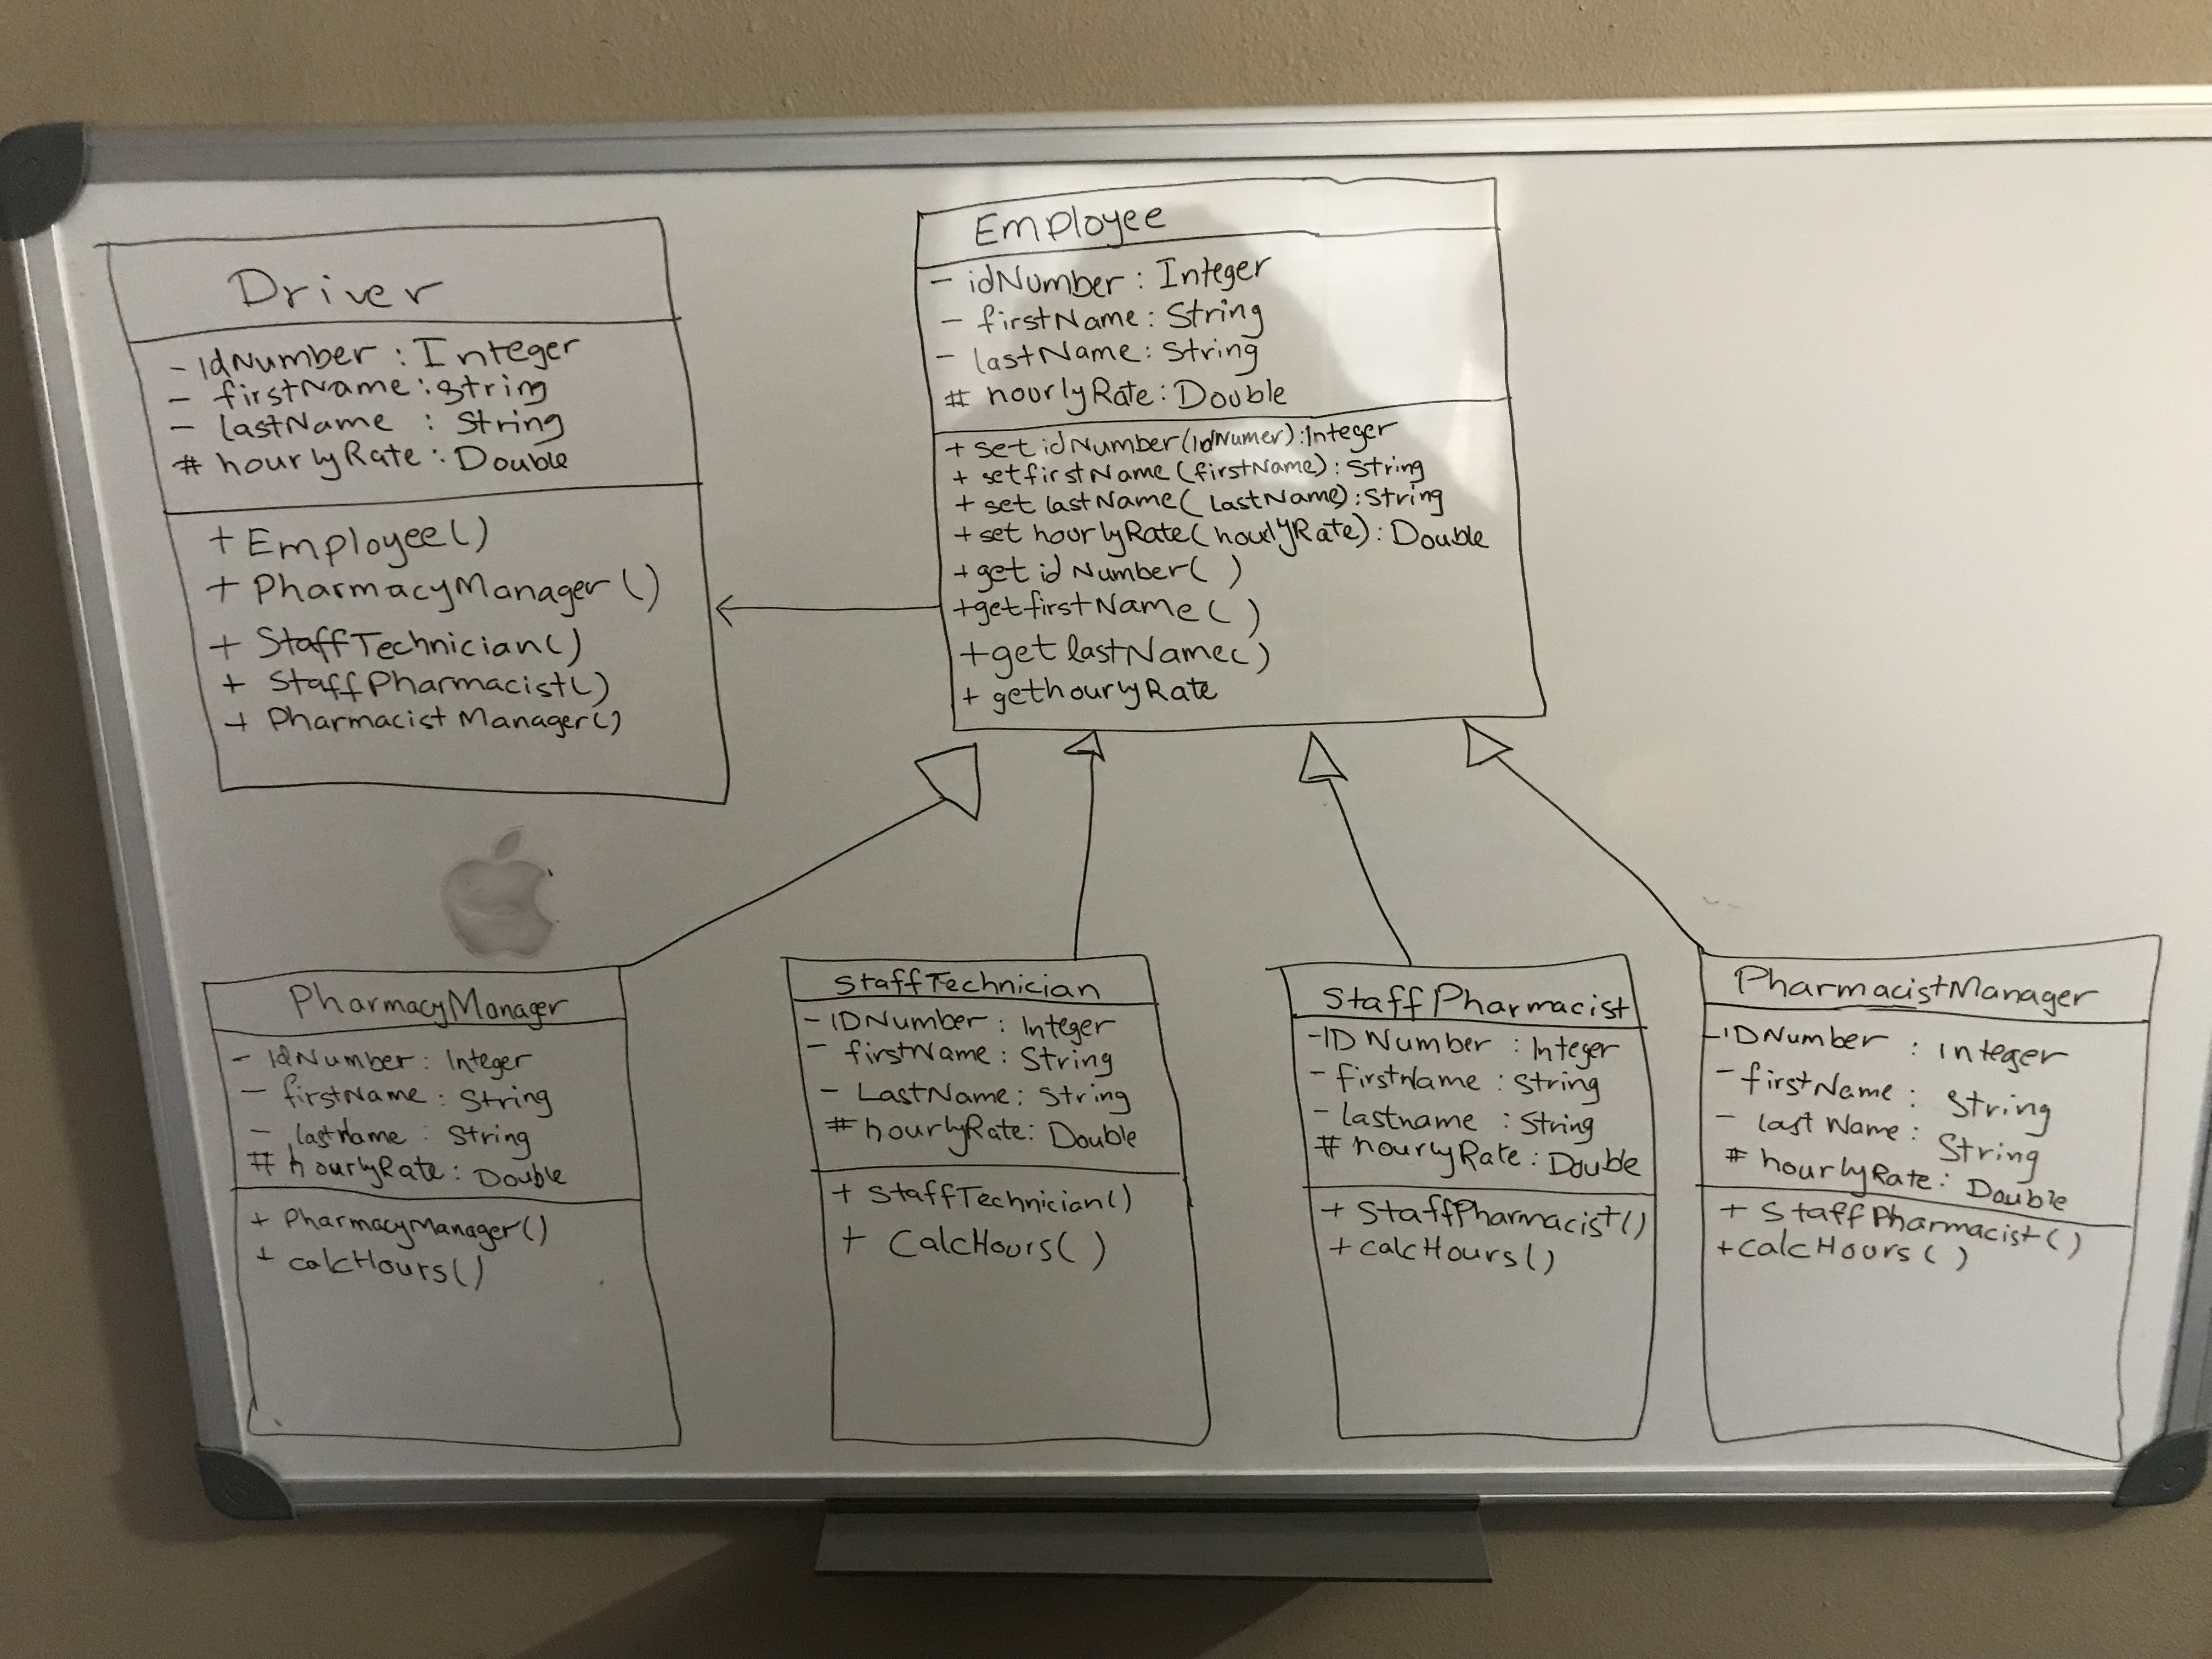 Driver
- IdNumber : Integer
- firstName : String
- lastName : String
# hourlyRate : Double
+ Employee()
+ PharmacyManager()
+ StaffTechnician()
+ StaffPharmacist()
+ Pharmacist Manager()
Employee
- idNumber : Integer
- firstName : String
- lastName : String
# hourlyRate : Double
+ set idNumber(idNumer) : Integer
+ setfirstName (firstName) : String
+ set lastName( lastName) : String
+ set hourlyRate( hourlyRate) : Double
+ get idNumber( )
+ getfirstName ( )
+ get lastName( )
+ gethourlyRate
PharmacyManager
- IdNumber : Integer
- firstName : String
- lastname : String
# hourlyRate : Double
+ PharmacyManager()
+ calcHours()
StaffTechnician
- IDNumber : Integer
- firstName : String
- LastName : String
# hourlyRate : Double
+ StaffTechnician()
+ CalcHours( )
StaffPharmacist
- ID Number : Integer
- firstName : String
- lastname : String
# hourlyRate : Double
+ StaffPharmacist()
+ calcHours()
PharmacistManager
- IDNumber : Integer
- firstName : String
- last Name : String
# hourlyRate : Double
+ StaffPharmacist()
+ calcHours ( )